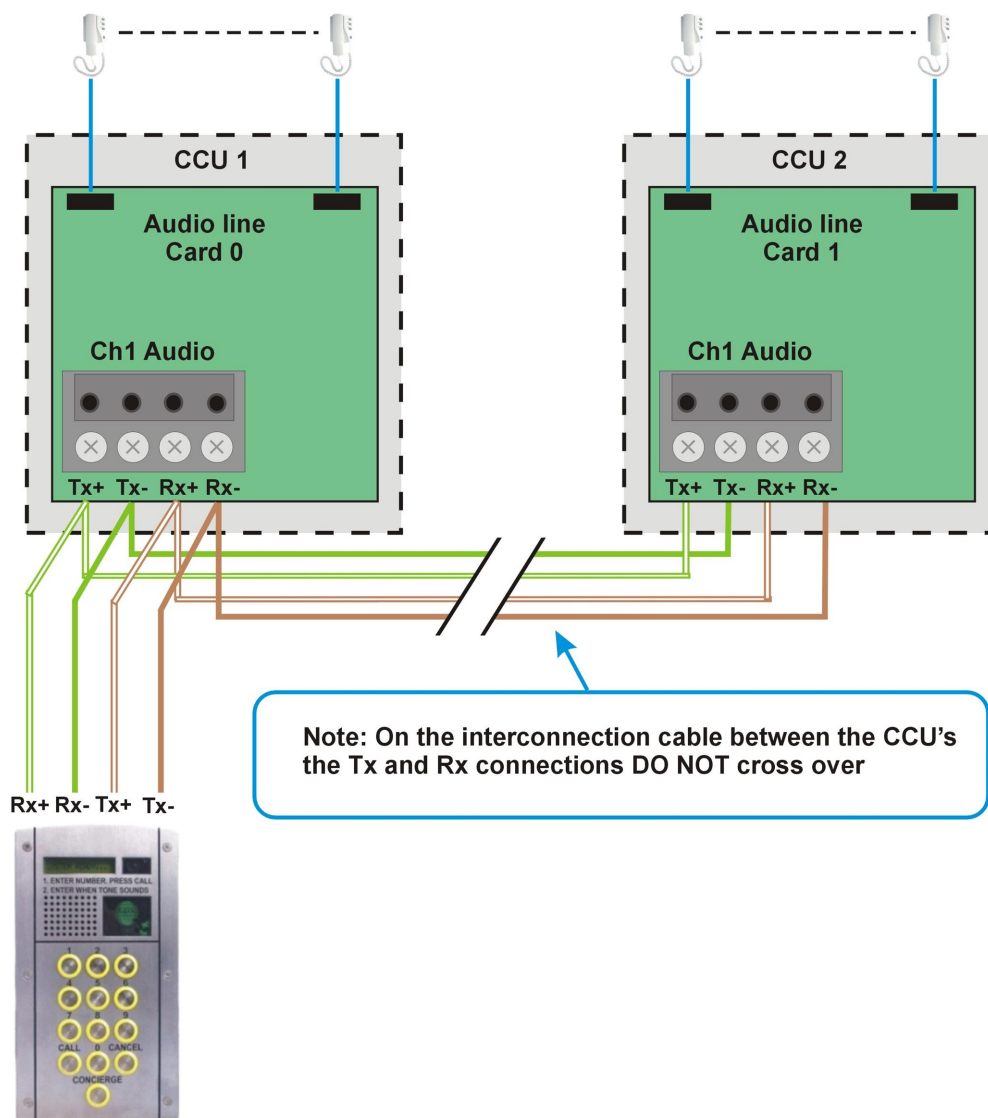 CCU 1
Audio line
Card 0
Ch1 Audio
Tx+ Tx- Rx+ Rx-
CCU 2
Audio line
Card 1
Ch1 Audio
Tx+ Tx- Rx+ Rx-
Note: On the interconnection cable between the CCU's
the Tx and Rx connections DO NOT cross over
Rx+ Rx- Tx+ Tx-
1. ENTER NUMBER. PRESS CALL
2. ENTER WHEN TONE SOUNDS
1 2 3
4 5 6
7 8 9
CALL 0 CANCEL
CONCIERGE